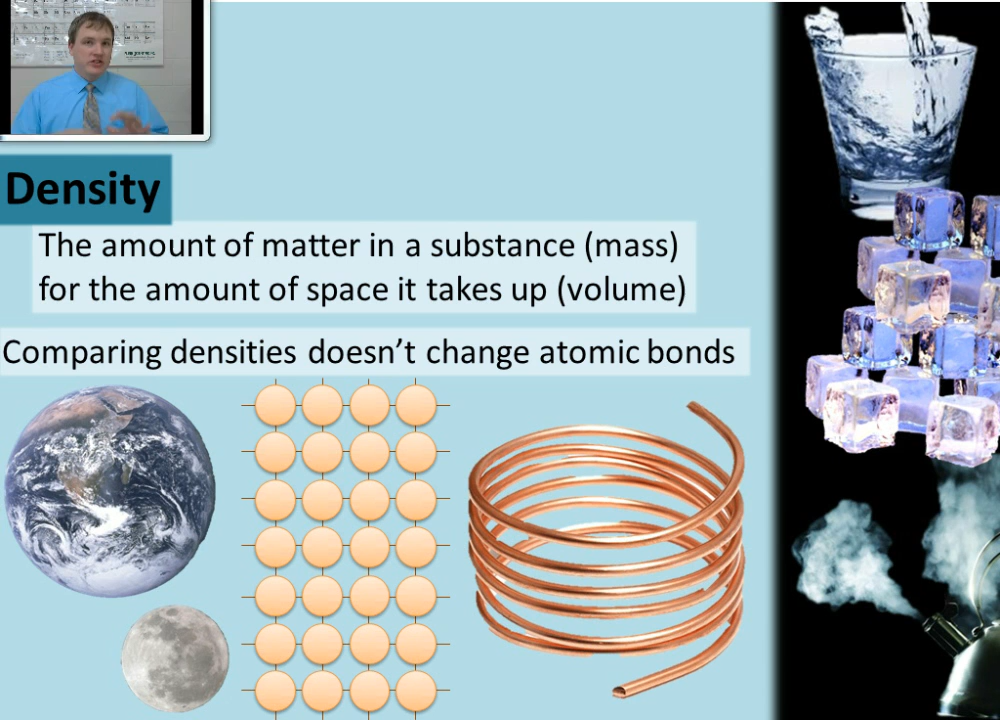 Density
The amount of matter in a substance (mass)
for the amount of space it takes up (volume)
Comparing densities doesn't change atomic bonds